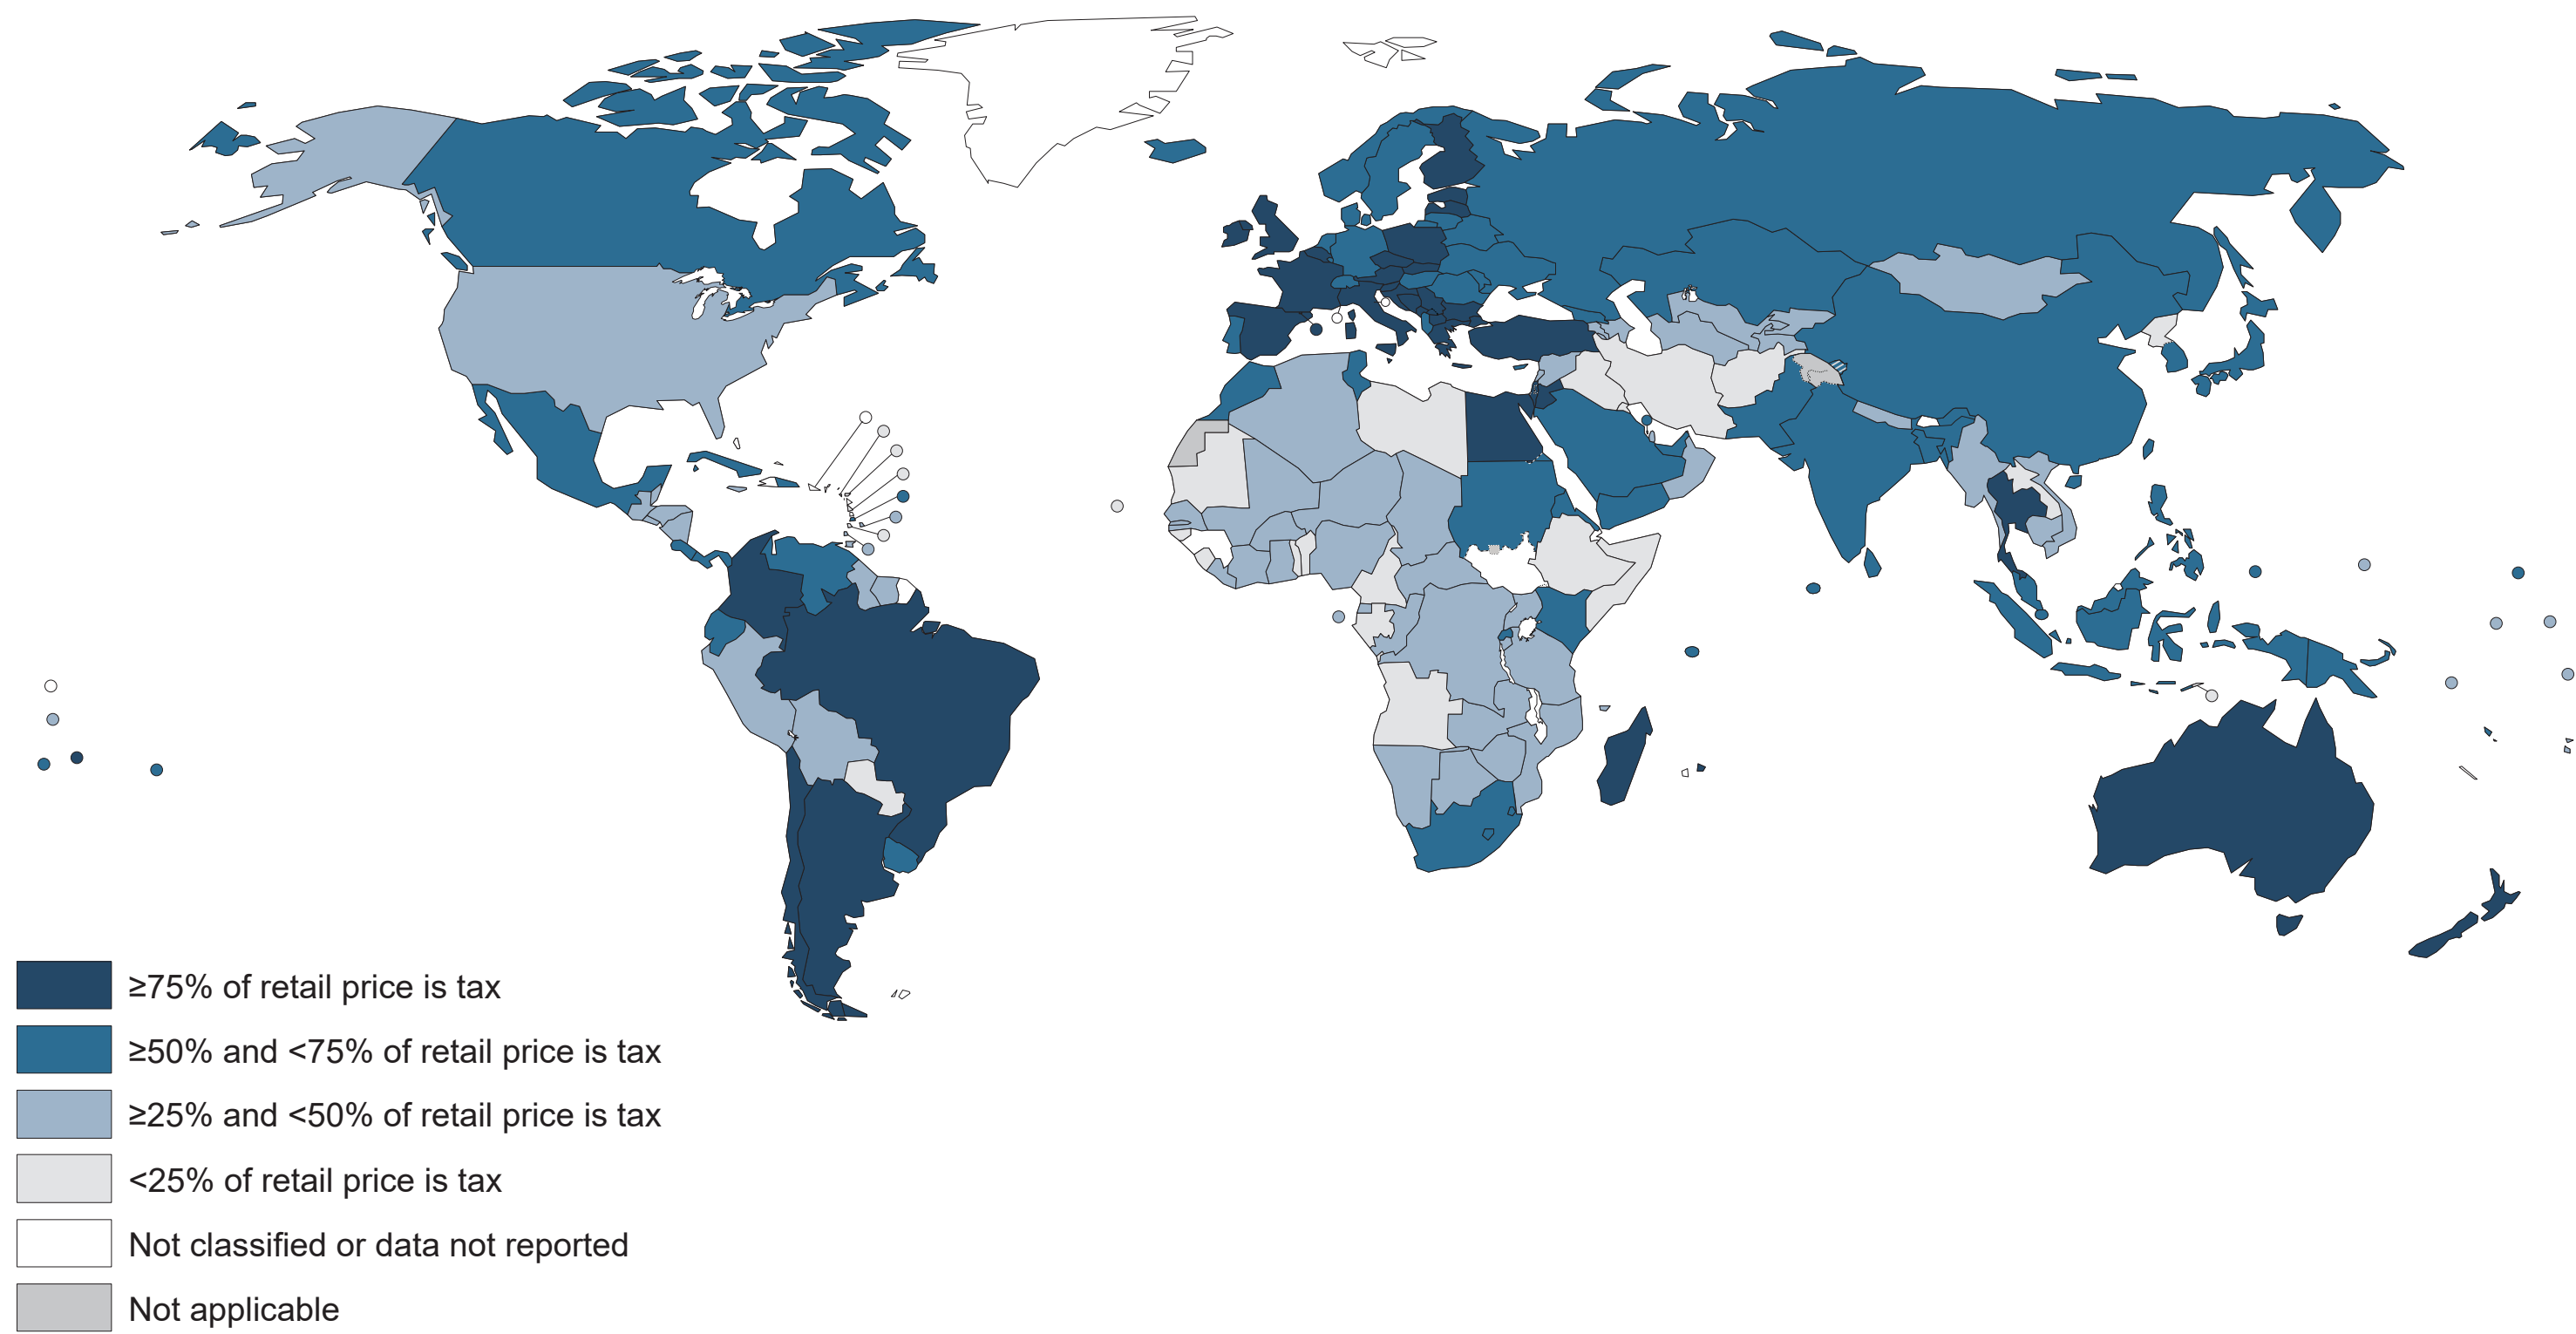 ≥75% of retail price is tax
≥50% and <75% of retail price is tax
≥25% and <50% of retail price is tax
<25% of retail price is tax
Not classified or data not reported
Not applicable